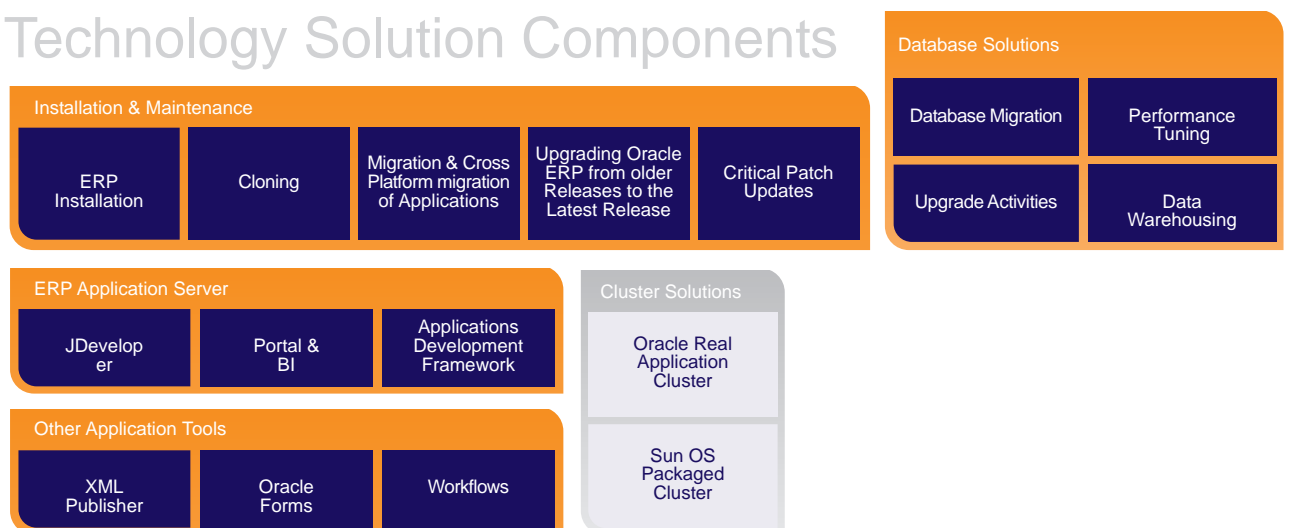 Technology Solution Components
Installation & Maintenance
ERP
Installation
Cloning
Migration & Cross
Platform migration
of Applications
Upgrading Oracle
ERP from older
Releases to the
Latest Release
Critical Patch
Updates
Database Solutions
Database Migration
Performance
Tuning
Upgrade Activities
Data
Warehousing
ERP Application Server
JDevelop
er
Portal &
BI
Applications
Development
Framework
Cluster Solutions
Oracle Real
Application
Cluster
Sun OS
Packaged
Cluster
Other Application Tools
XML
Publisher
Oracle
Forms
Workflows